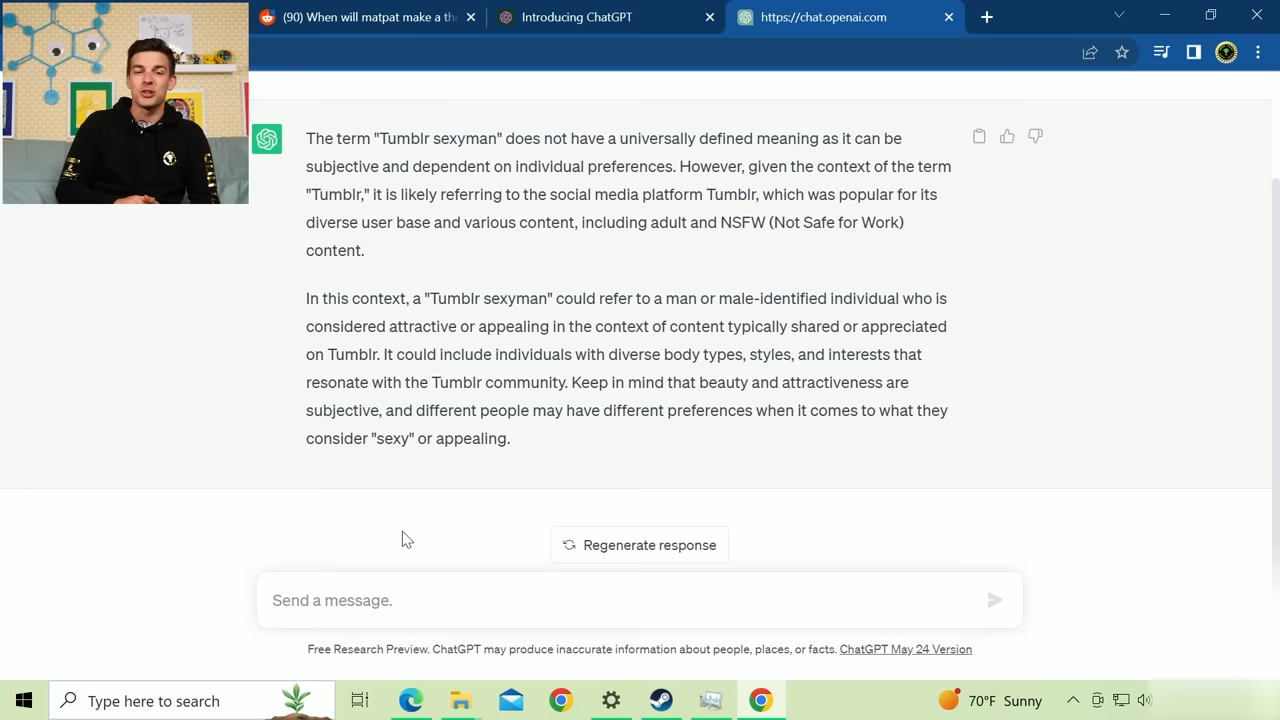 (90) When will matpat make a the
Introducing ChatGPT
https://chat.openai.com
The term "Tumblr sexyman" does not have a universally defined meaning as it can be
subjective and dependent on individual preferences. However, given the context of the term
"Tumblr," it is likely referring to the social media platform Tumblr, which was popular for its
diverse user base and various content, including adult and NSFW (Not Safe for Work)
content.
In this context, a "Tumblr sexyman" could refer to a man or male-identified individual who is
considered attractive or appealing in the context of content typically shared or appreciated
on Tumblr. It could include individuals with diverse body types, styles, and interests that
resonate with the Tumblr community. Keep in mind that beauty and attractiveness are
subjective, and different people may have different preferences when it comes to what they
consider "sexy" or appealing.
Regenerate response
Send a message.
Free Research Preview. ChatGPT may produce inaccurate information about people, places, or facts. ChatGPT May 24 Version
Type here to search
70°F Sunny